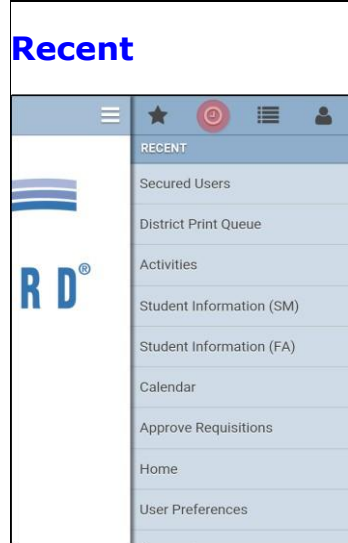 Recent
RD®
RECENT
Secured Users
District Print Queue
Activities
Student Information (SM)
Student Information (FA)
Calendar
Approve Requisitions
Home
User Preferences